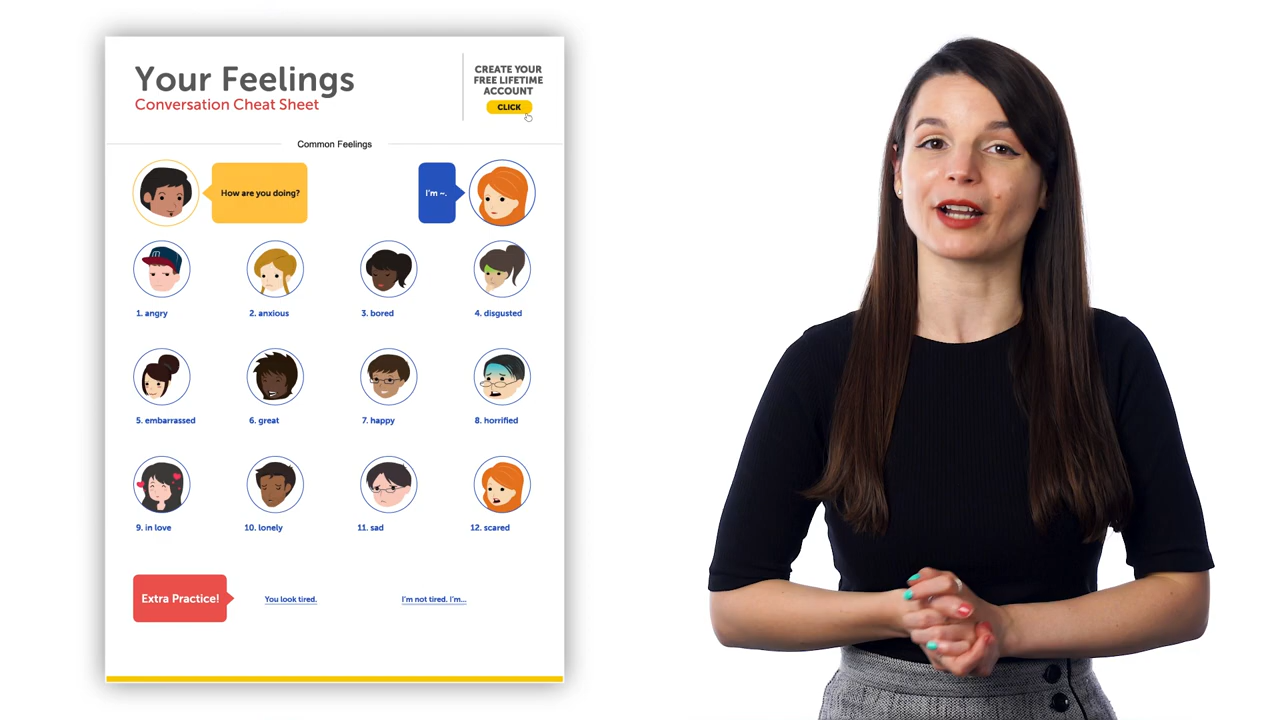 Your Feelings
Conversation Cheat Sheet
CREATE YOUR
FREE LIFETIME
ACCOUNT
CLICK
Common Feelings
How are you doing?
I'm ~.
1. angry
2. anxious
3. bored
4. disgusted
5. embarrassed
6. great
7. happy
8. horrified
9. in love
10. lonely
11. sad
12. scared
Extra Practice!
You look tired.
I'm not tired. I'm...